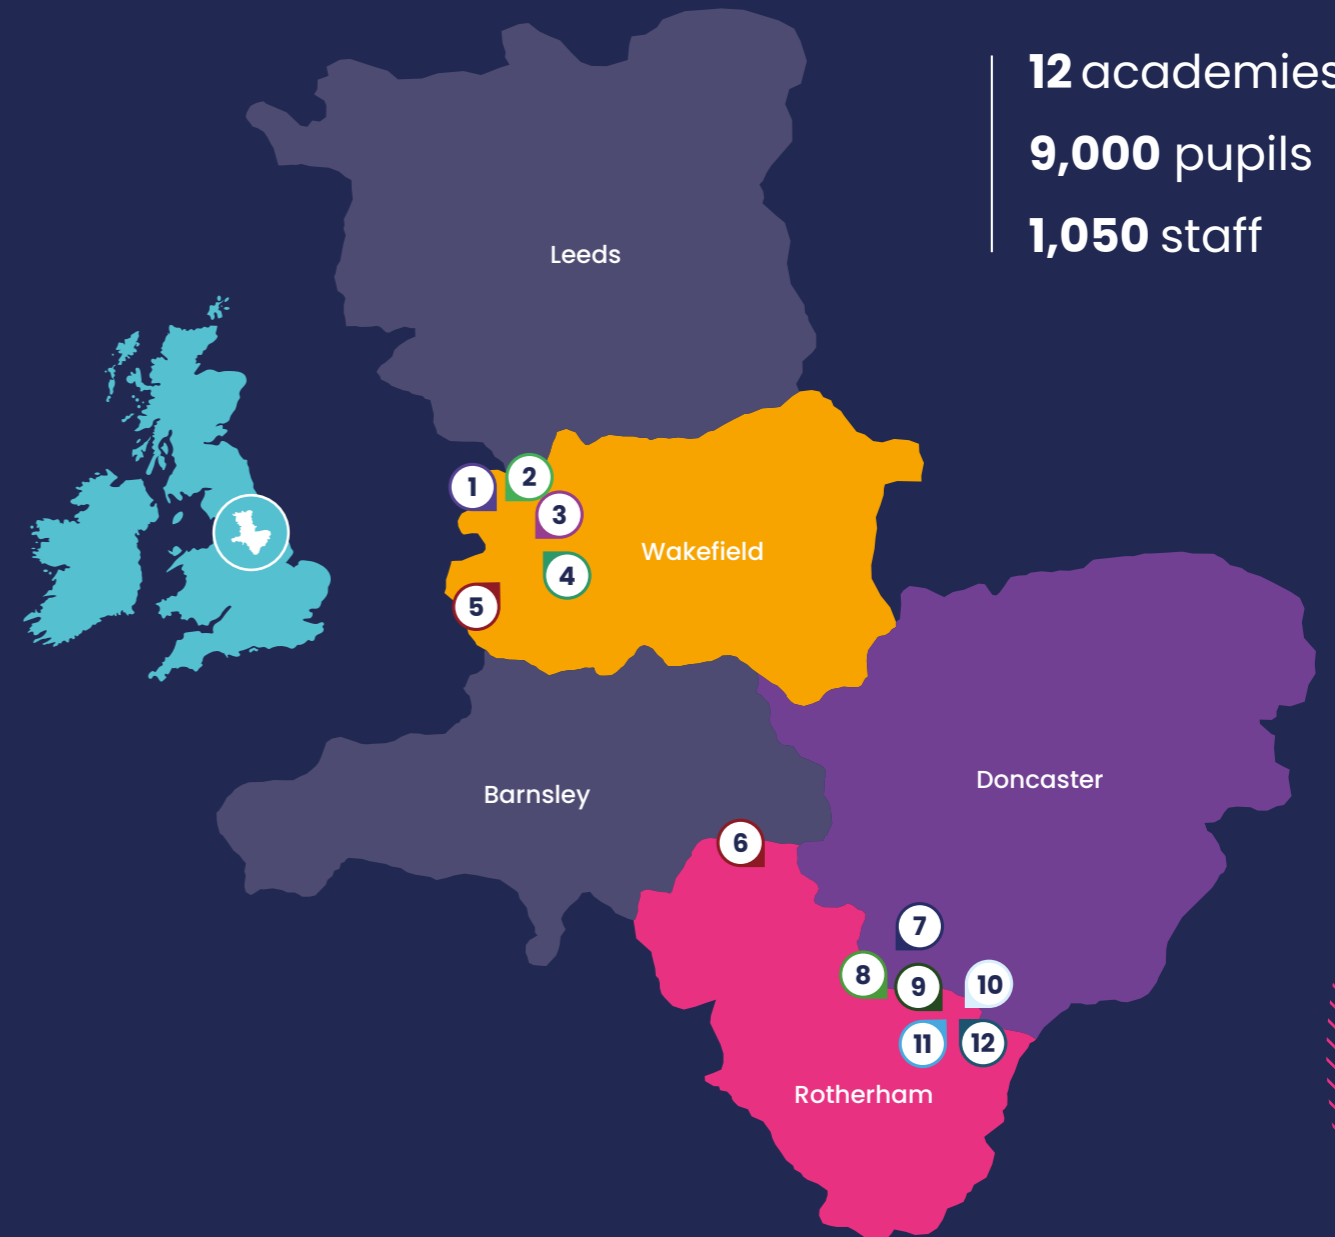 12 academies
9,000 pupils
1,050 staff
Leeds
1
2
3
Wakefield
4
5
Doncaster
Barnsley
6
7
8
9
10
11
12
Rotherham